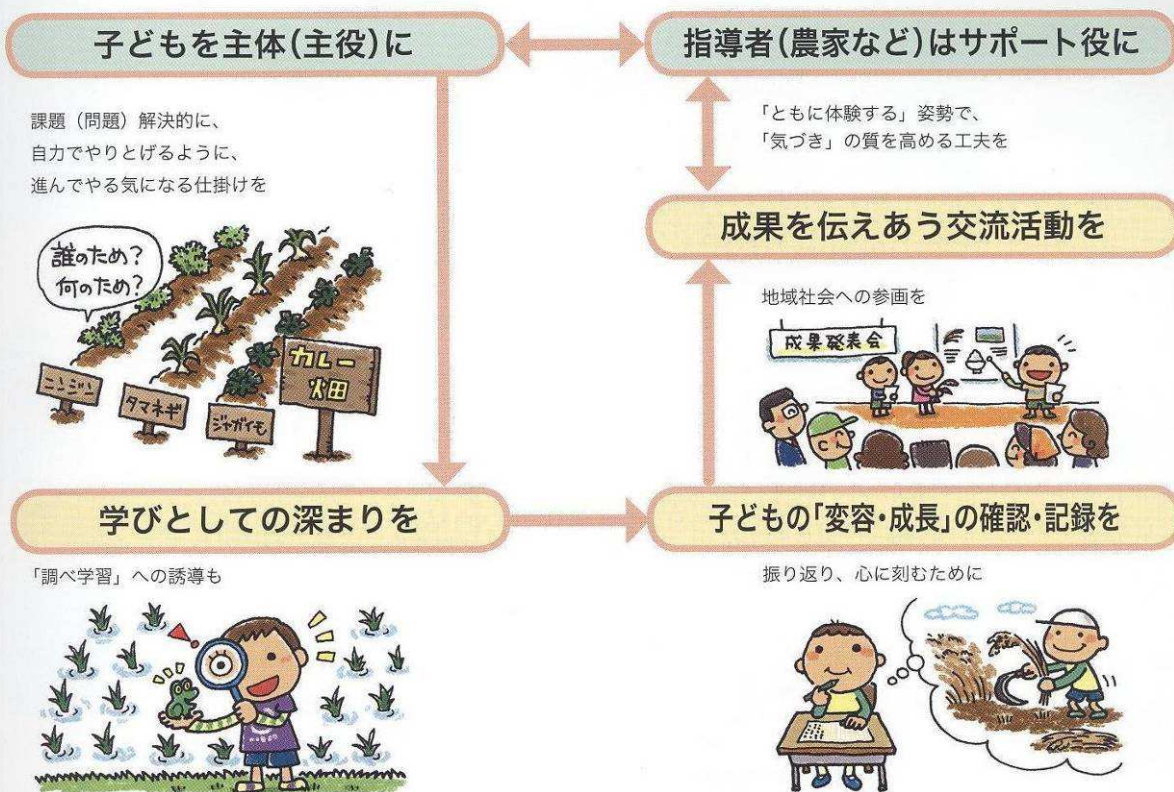 子どもを主体(主役)に
課題（問題）解決的に、
自力でやりとげるように、
進んでやる気になる仕掛けを
誰のため?
何のため?
ニンジン
タマネギ
ジャガイモ
カレー
畑
学びとしての深まりを
「調べ学習」への誘導も
指導者(農家など)はサポート役に
「ともに体験する」姿勢で、
「気づき」の質を高める工夫を
成果を伝えあう交流活動を
地域社会への参画を
成果発表会
子どもの「変容・成長」の確認・記録を
振り返り、心に刻むために